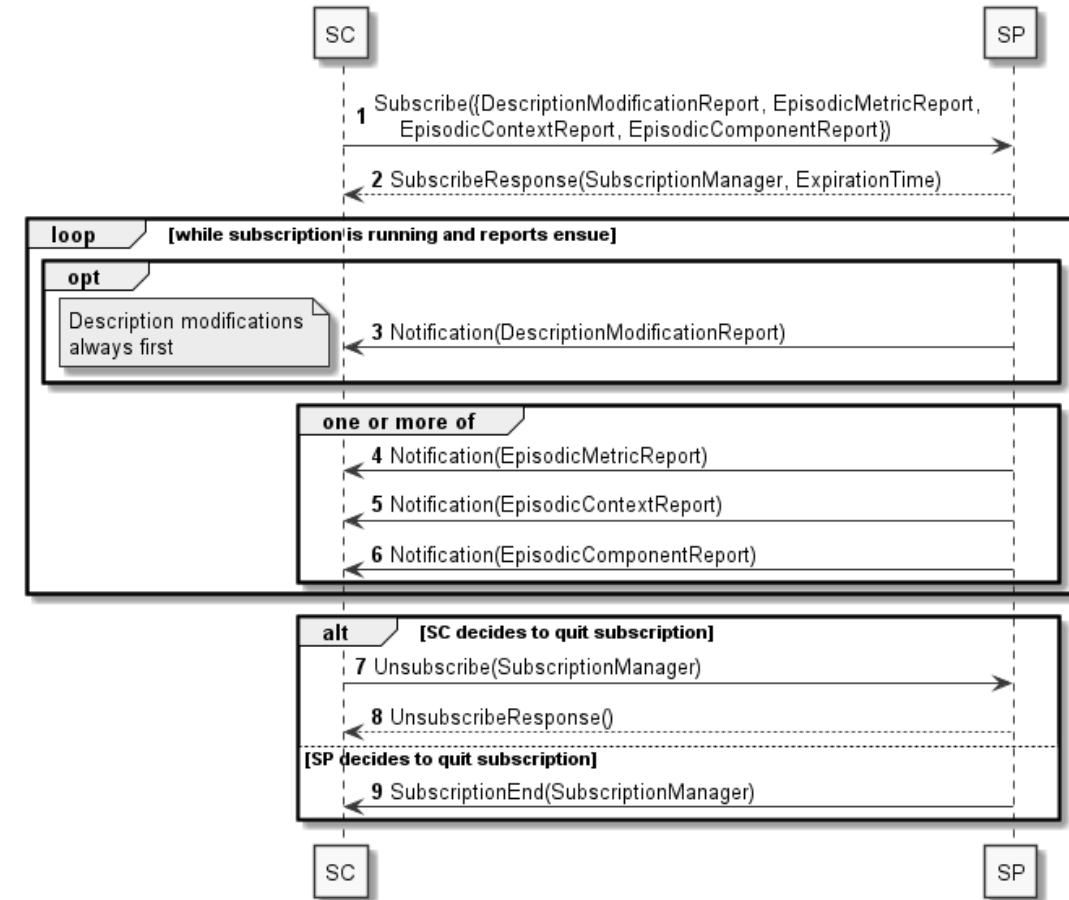 SC
SP
1 Subscribe({DescriptionModificationReport, EpisodicMetricReport,
EpisodicContextReport, EpisodicComponentReport})
2 SubscribeResponse(SubscriptionManager, ExpirationTime)
loop [while subscription is running and reports ensue]
opt
Description modifications
always first
3 Notification(DescriptionModificationReport)
one or more of
4 Notification(EpisodicMetricReport)
5 Notification(EpisodicContextReport)
6 Notification(EpisodicComponentReport)
alt [SC decides to quit subscription]
7 Unsubscribe(SubscriptionManager)
8 UnsubscribeResponse()
[SP decides to quit subscription]
9 SubscriptionEnd(SubscriptionManager)
SC
SP